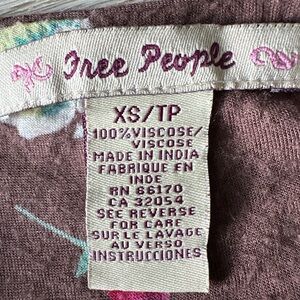 Free People
XS/TP
100% VISCOSE/
VISCOSE
MADE IN INDIA
FABRIQUE EN
INDE
RN 66170
CA 32054
SEE REVERSE
FOR CARE
SUR LE LAVAGE
AU VERSO
INSTRUCCIONES